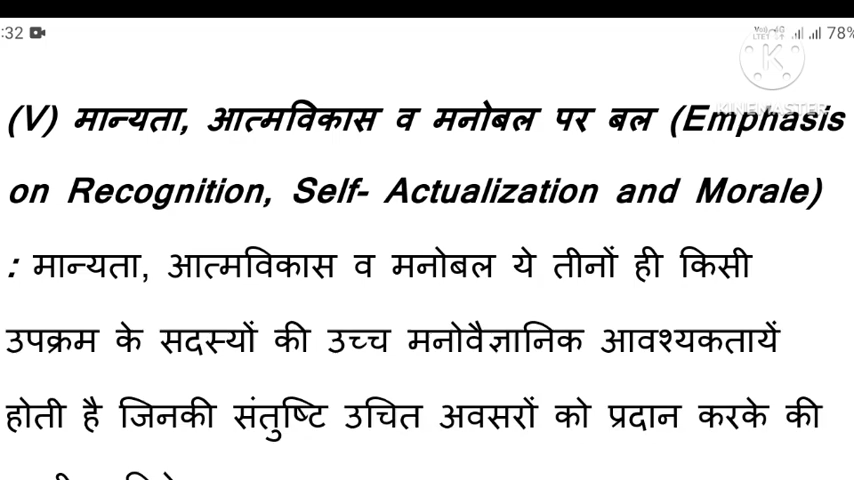 :32
78%
KINEMASTER
(V) मान्यता, आत्मविकास व मनोबल पर बल (Emphasis
on Recognition, Self- Actualization and Morale)
: मान्यता, आत्मविकास व मनोबल ये तीनों ही किसी
उपक्रम के सदस्यों की उच्च मनोवैज्ञानिक आवश्यकतायें
होती है जिनकी संतुष्टि उचित अवसरों को प्रदान करके की